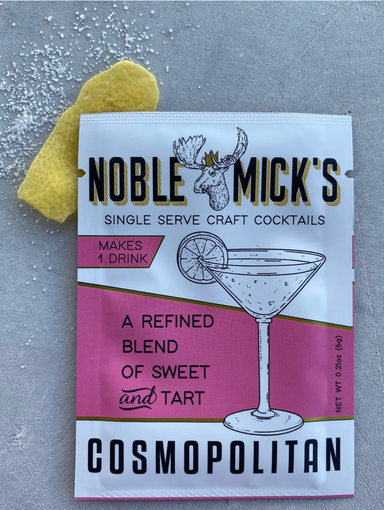 NOBLE MICK'S
SINGLE SERVE CRAFT COCKTAILS
MAKES
1 DRINK
A REFINED
BLEND
OF SWEET
and TART
NET WT 0.21oz (6g)
COSMOPOLITAN